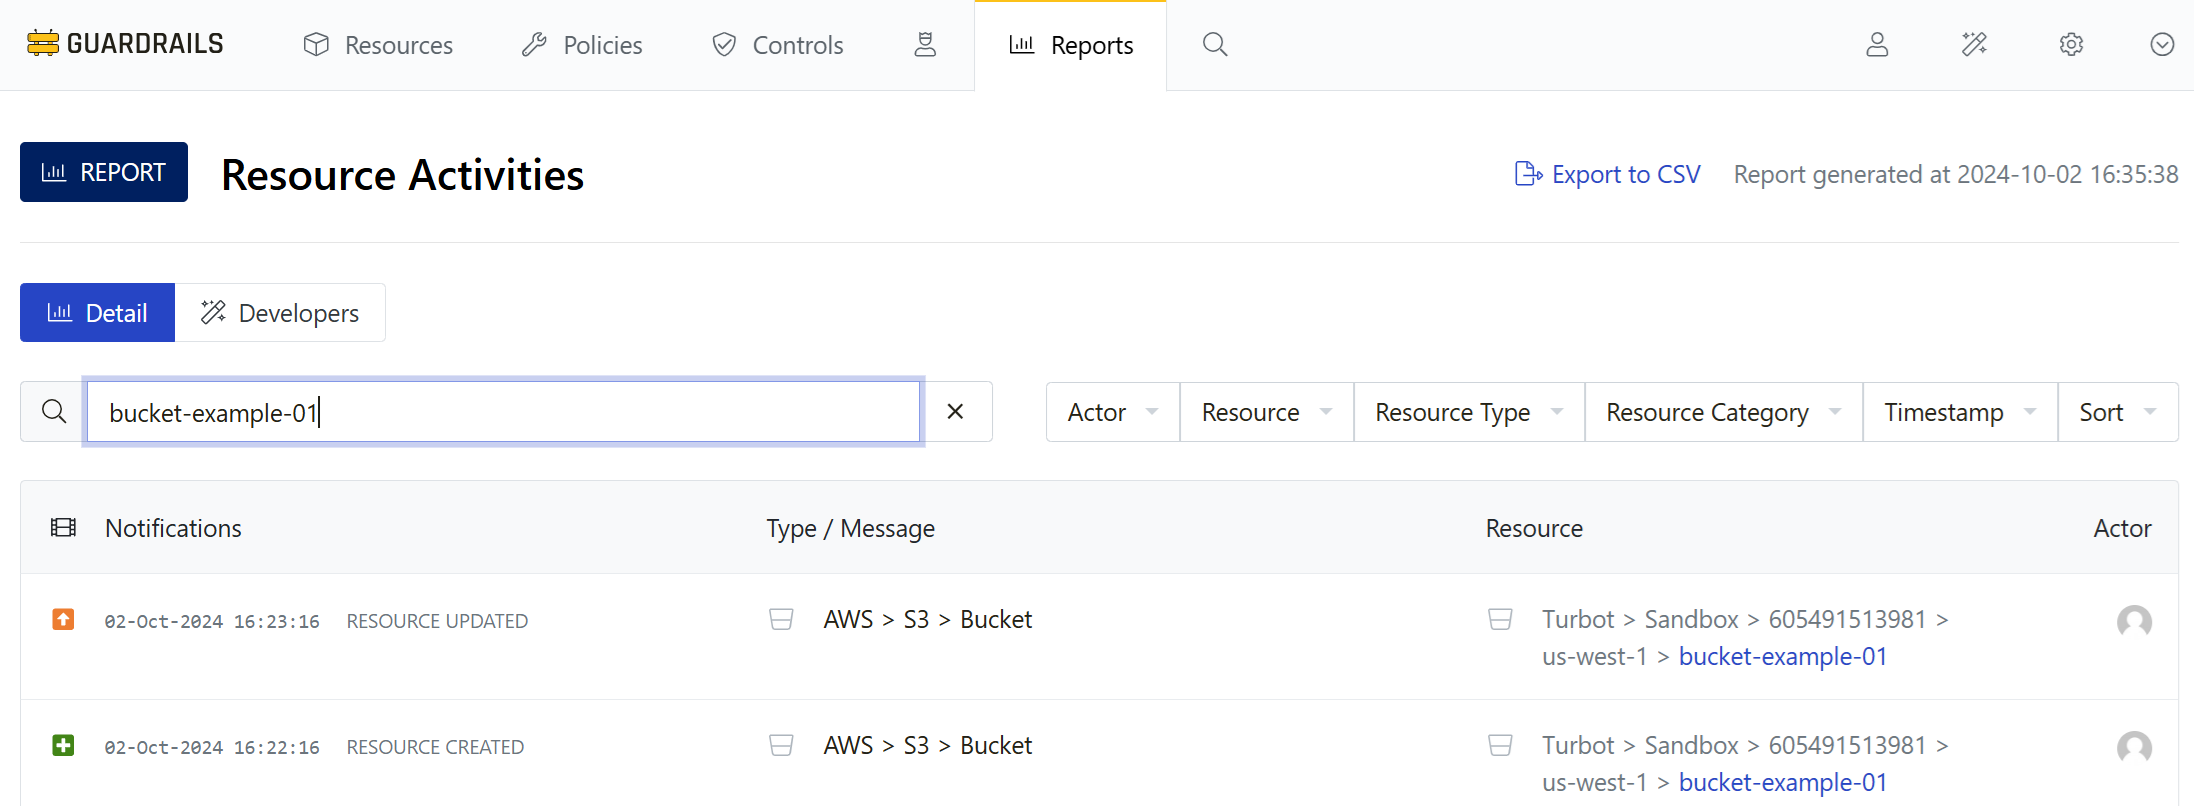 GUARDRAILS Resources Policies Controls Reports
REPORT Resource Activities Export to CSV Report generated at 2024-10-02 16:35:38
Detail Developers
bucket-example-01 Actor Resource Resource Type Resource Category Timestamp Sort
Notifications Type / Message Resource Actor
02-Oct-2024 16:23:16 RESOURCE UPDATED AWS > S3 > Bucket Turbot > Sandbox > 605491513981 >
us-west-1 > bucket-example-01
02-Oct-2024 16:22:16 RESOURCE CREATED AWS > S3 > Bucket Turbot > Sandbox > 605491513981 >
us-west-1 > bucket-example-01